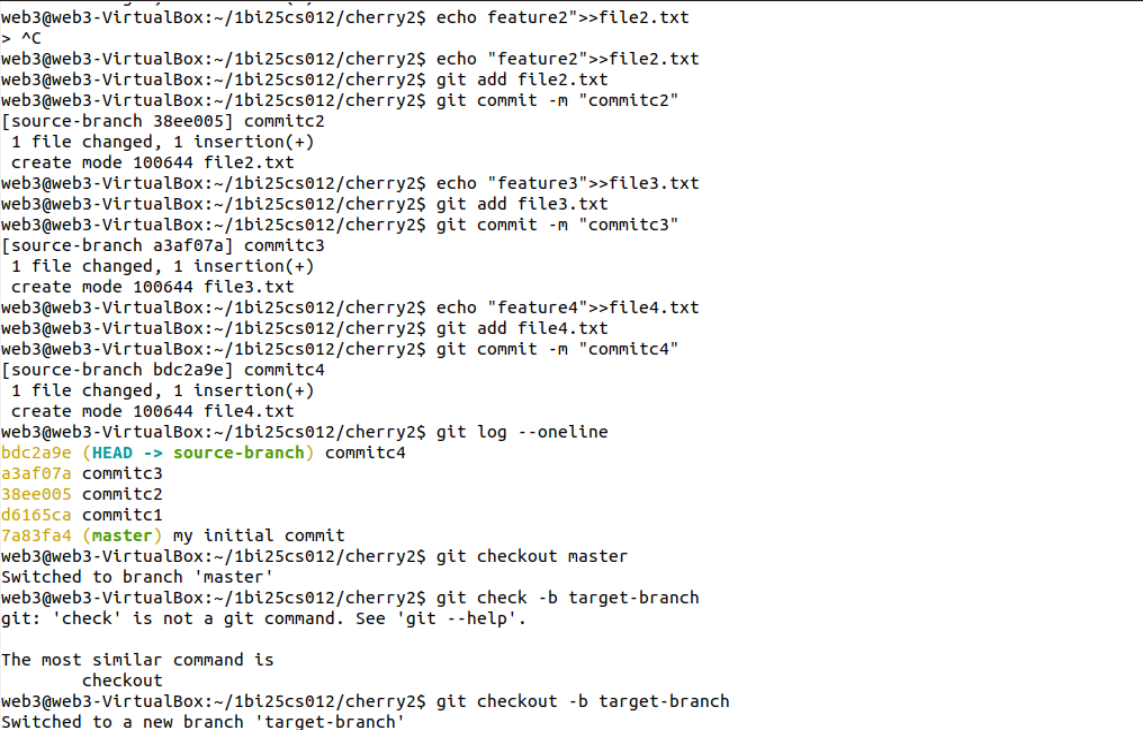 web3@web3-VirtualBox:~/1bi25cs012/cherry2$ echo feature2">>file2.txt
> ^C
web3@web3-VirtualBox:~/1bi25cs012/cherry2$ echo "feature2">>file2.txt
web3@web3-VirtualBox:~/1bi25cs012/cherry2$ git add file2.txt
web3@web3-VirtualBox:~/1bi25cs012/cherry2$ git commit -m "commitc2"
[source-branch 38ee005] commitc2
 1 file changed, 1 insertion(+)
 create mode 100644 file2.txt
web3@web3-VirtualBox:~/1bi25cs012/cherry2$ echo "feature3">>file3.txt
web3@web3-VirtualBox:~/1bi25cs012/cherry2$ git add file3.txt
web3@web3-VirtualBox:~/1bi25cs012/cherry2$ git commit -m "commitc3"
[source-branch a3af07a] commitc3
 1 file changed, 1 insertion(+)
 create mode 100644 file3.txt
web3@web3-VirtualBox:~/1bi25cs012/cherry2$ echo "feature4">>file4.txt
web3@web3-VirtualBox:~/1bi25cs012/cherry2$ git add file4.txt
web3@web3-VirtualBox:~/1bi25cs012/cherry2$ git commit -m "commitc4"
[source-branch bdc2a9e] commitc4
 1 file changed, 1 insertion(+)
 create mode 100644 file4.txt
web3@web3-VirtualBox:~/1bi25cs012/cherry2$ git log --oneline
bdc2a9e (HEAD -> source-branch) commitc4
a3af07a commitc3
38ee005 commitc2
d6165ca commitc1
7a83fa4 (master) my initial commit
web3@web3-VirtualBox:~/1bi25cs012/cherry2$ git checkout master
Switched to branch 'master'
web3@web3-VirtualBox:~/1bi25cs012/cherry2$ git check -b target-branch
git: 'check' is not a git command. See 'git --help'.

The most similar command is
        checkout
web3@web3-VirtualBox:~/1bi25cs012/cherry2$ git checkout -b target-branch
Switched to a new branch 'target-branch'